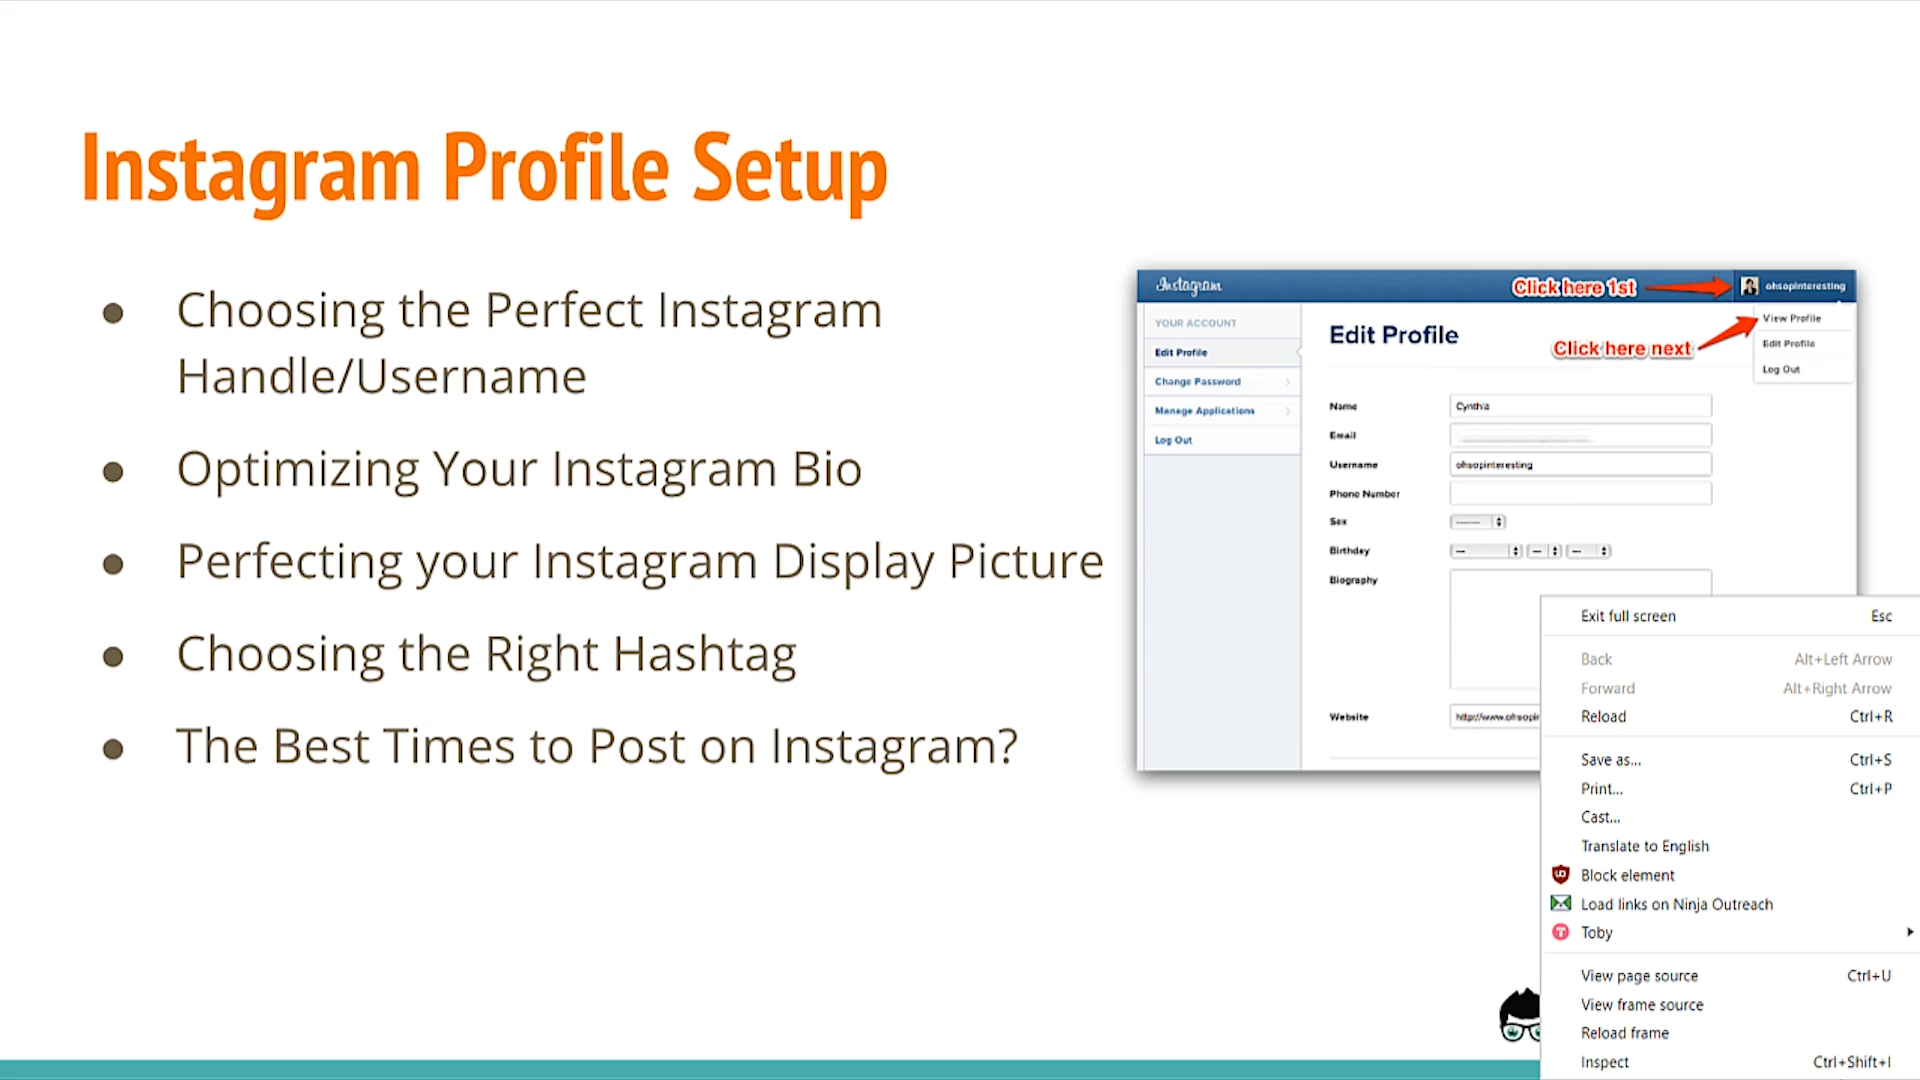 Instagram Profile Setup
● Choosing the Perfect Instagram
Handle/Username
● Optimizing Your Instagram Bio
● Perfecting your Instagram Display Picture
● Choosing the Right Hashtag
● The Best Times to Post on Instagram?
Instagram
Click here 1st
ohsopinteresting
YOUR ACCOUNT
Edit Profile
Change Password
Manage Applications
Log Out
Edit Profile
Click here next
View Profile
Edit Profile
Log Out
Name Cynthia
Email
Username ohsopinteresting
Phone Number
Sex
Birthday
Biography
Website http://www.ohsopin
Exit full screen Esc
Back Alt+Left Arrow
Forward Alt+Right Arrow
Reload Ctrl+R
Save as... Ctrl+S
Print... Ctrl+P
Cast...
Translate to English
Block element
Load links on Ninja Outreach
Toby
View page source Ctrl+U
View frame source
Reload frame
Inspect Ctrl+Shift+I